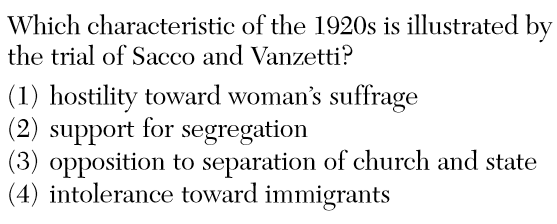 Which characteristic of the 1920s is illustrated by
the trial of Sacco and Vanzetti?
(1) hostility toward woman's suffrage
(2) support for segregation
(3) opposition to separation of church and state
(4) intolerance toward immigrants